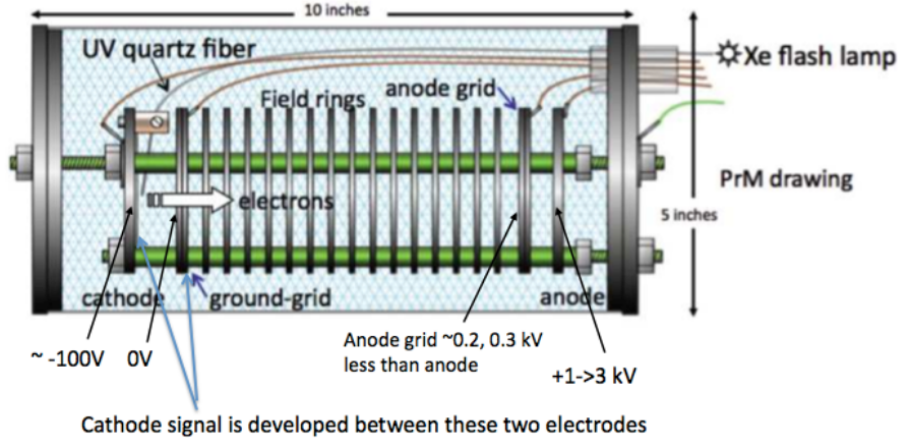 10 inches
UV quartz fiber
Xe flash lamp
anode grid
Field rings
PrM drawing
electrons
5 inches
cathode
ground-grid
anode
~ -100V
0V
Anode grid ~0.2, 0.3 kV
less than anode
+1->3 kV
Cathode signal is developed between these two electrodes